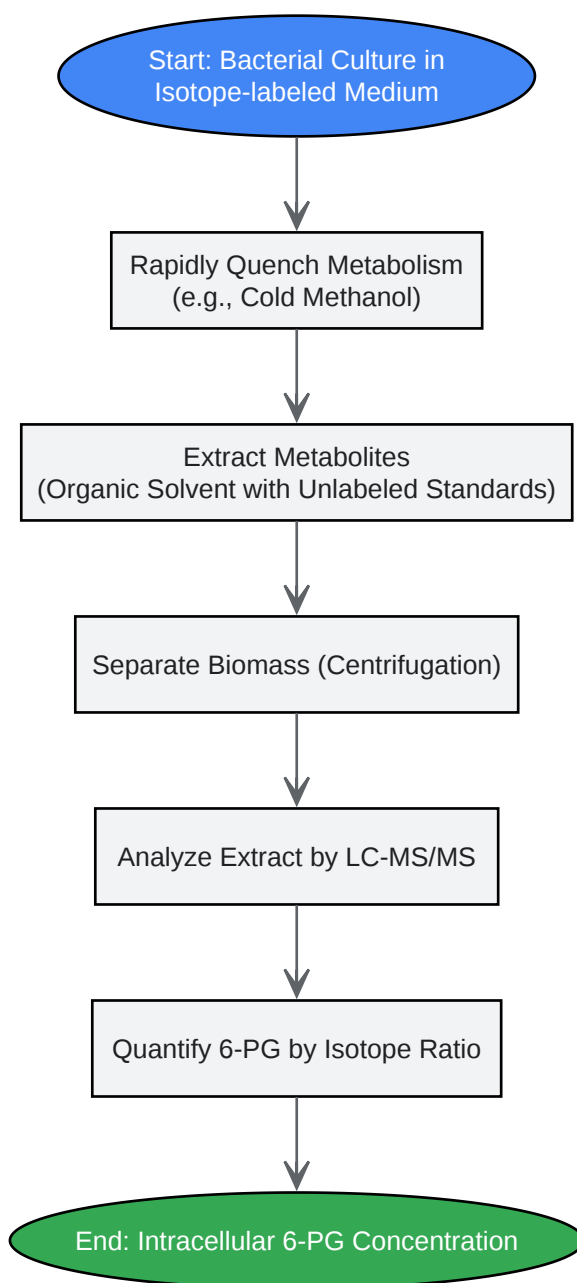 Start: Bacterial Culture in
Isotope-labeled Medium
Rapidly Quench Metabolism
(e.g., Cold Methanol)
Extract Metabolites
(Organic Solvent with Unlabeled Standards)
Separate Biomass (Centrifugation)
Analyze Extract by LC-MS/MS
Quantify 6-PG by Isotope Ratio
End: Intracellular 6-PG Concentration